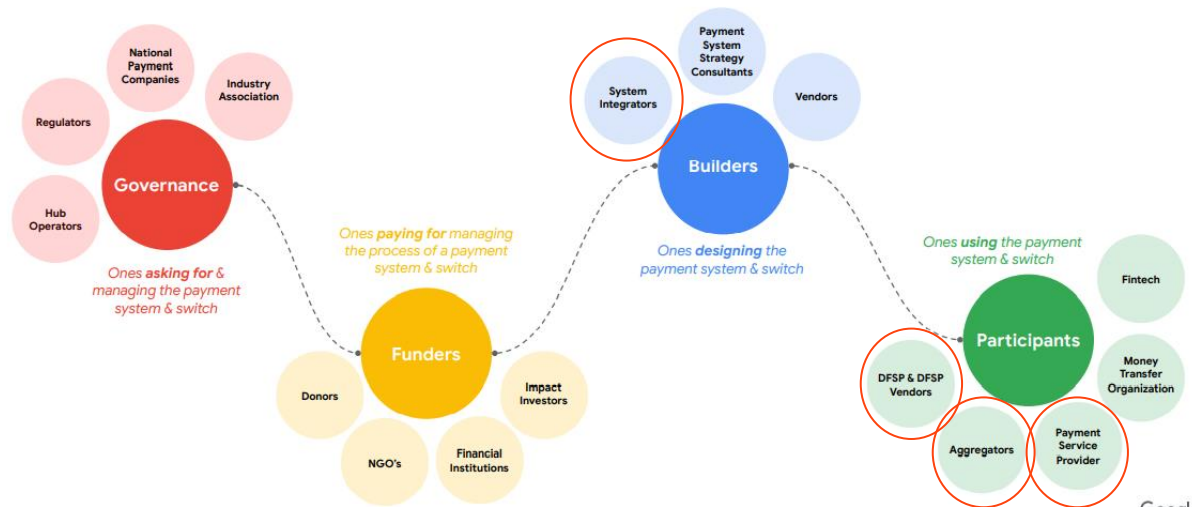 National
Payment
Companies
Industry
Association
Regulators
Hub
Operators
Governance
Ones asking for &
managing the payment
system & switch
Ones paying for managing
the process of a payment
system & switch
Funders
Donors
NGO's
Financial
Institutions
Impact
Investors
Payment
System
Strategy
Consultants
System
Integrators
Vendors
Builders
Ones designing the
payment system & switch
Ones using the payment
system & switch
Participants
Fintech
Money
Transfer
Organization
DFSP & DFSP
Vendors
Aggregators
Payment
Service
Provider